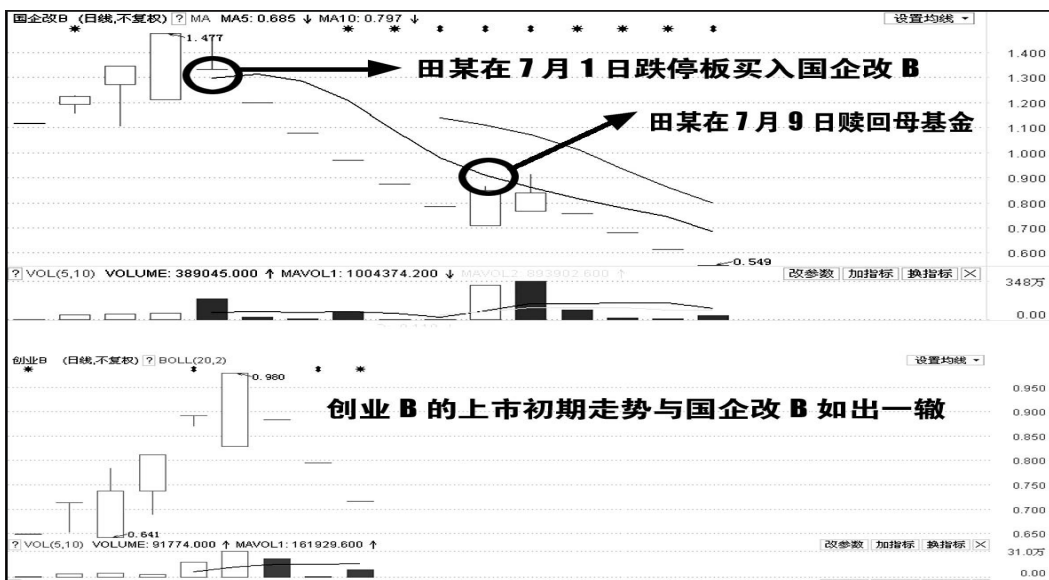 国企改B (日线,不复权) ? MA MA5: 0.685 ↓ MA10: 0.797 ↓ 设置均线
1.477
田某在7月1日跌停板买入国企改B
田某在7月9日赎回母基金
1.400
1.300
1.200
1.100
1.000
0.900
0.800
0.700
0.600
0.549
? VOL(5,10) VOLUME: 389045.000 ↑ MAVOL1: 1004374.200 ↓ MAVOL2: 893902.600 ↑ 改参数 加指标 换指标 ×
348万
0.00
创业B (日线,不复权) ? BOLL(20,2) 设置均线
0.980
创业B的上市初期走势与国企改B如出一辙
0.950
0.900
0.850
0.800
0.750
0.700
0.650
0.641
? VOL(5,10) VOLUME: 91774.000 ↑ MAVOL1: 161929.600 ↑ 改参数 加指标 换指标 ×
31.0万
0.00